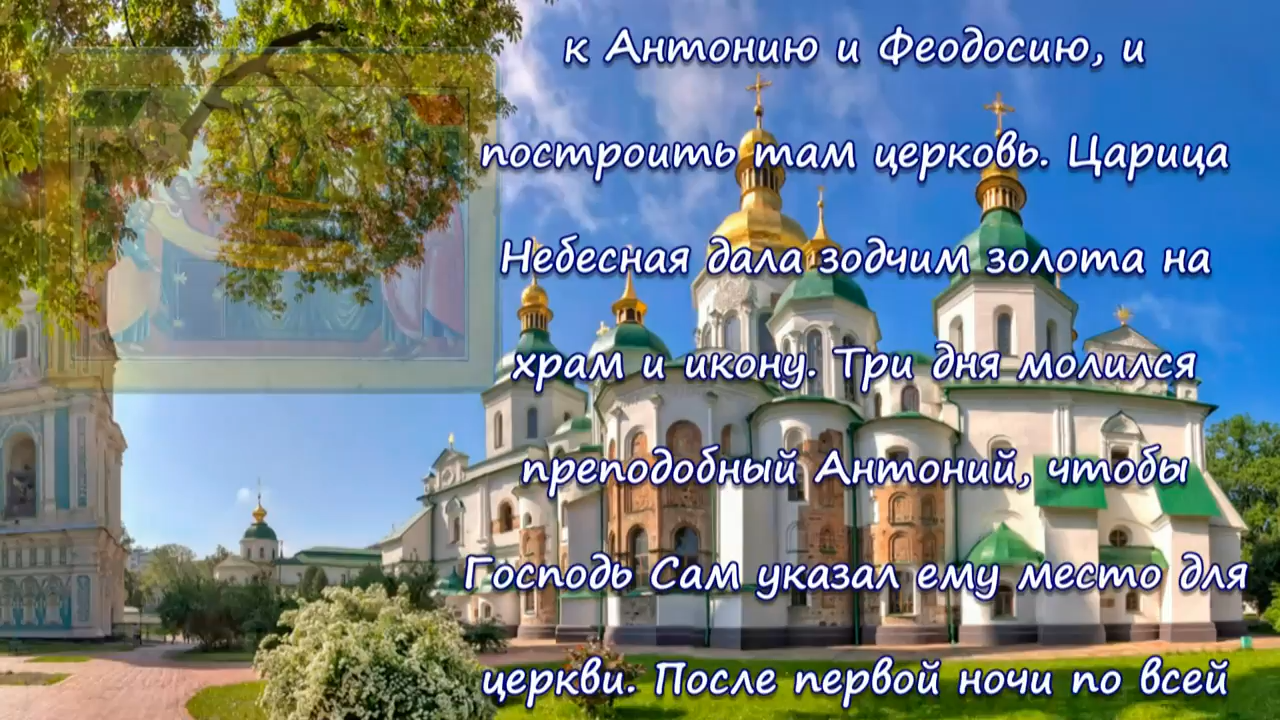 к Антонию и Феодосию, и
построить там церковь. Царица
Небесная дала зодчим золота на
храм и икону. Три дня молился
преподобный Антоний, чтобы
Господь Сам указал ему место для
церкви. После первой ночи по всей